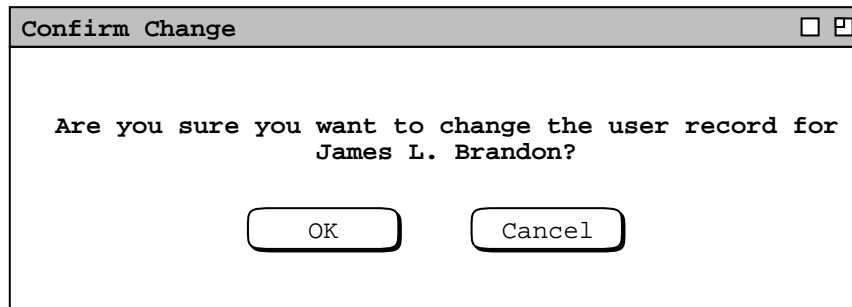 Confirm Change
Are you sure you want to change the user record for
James L. Brandon?
OK
Cancel